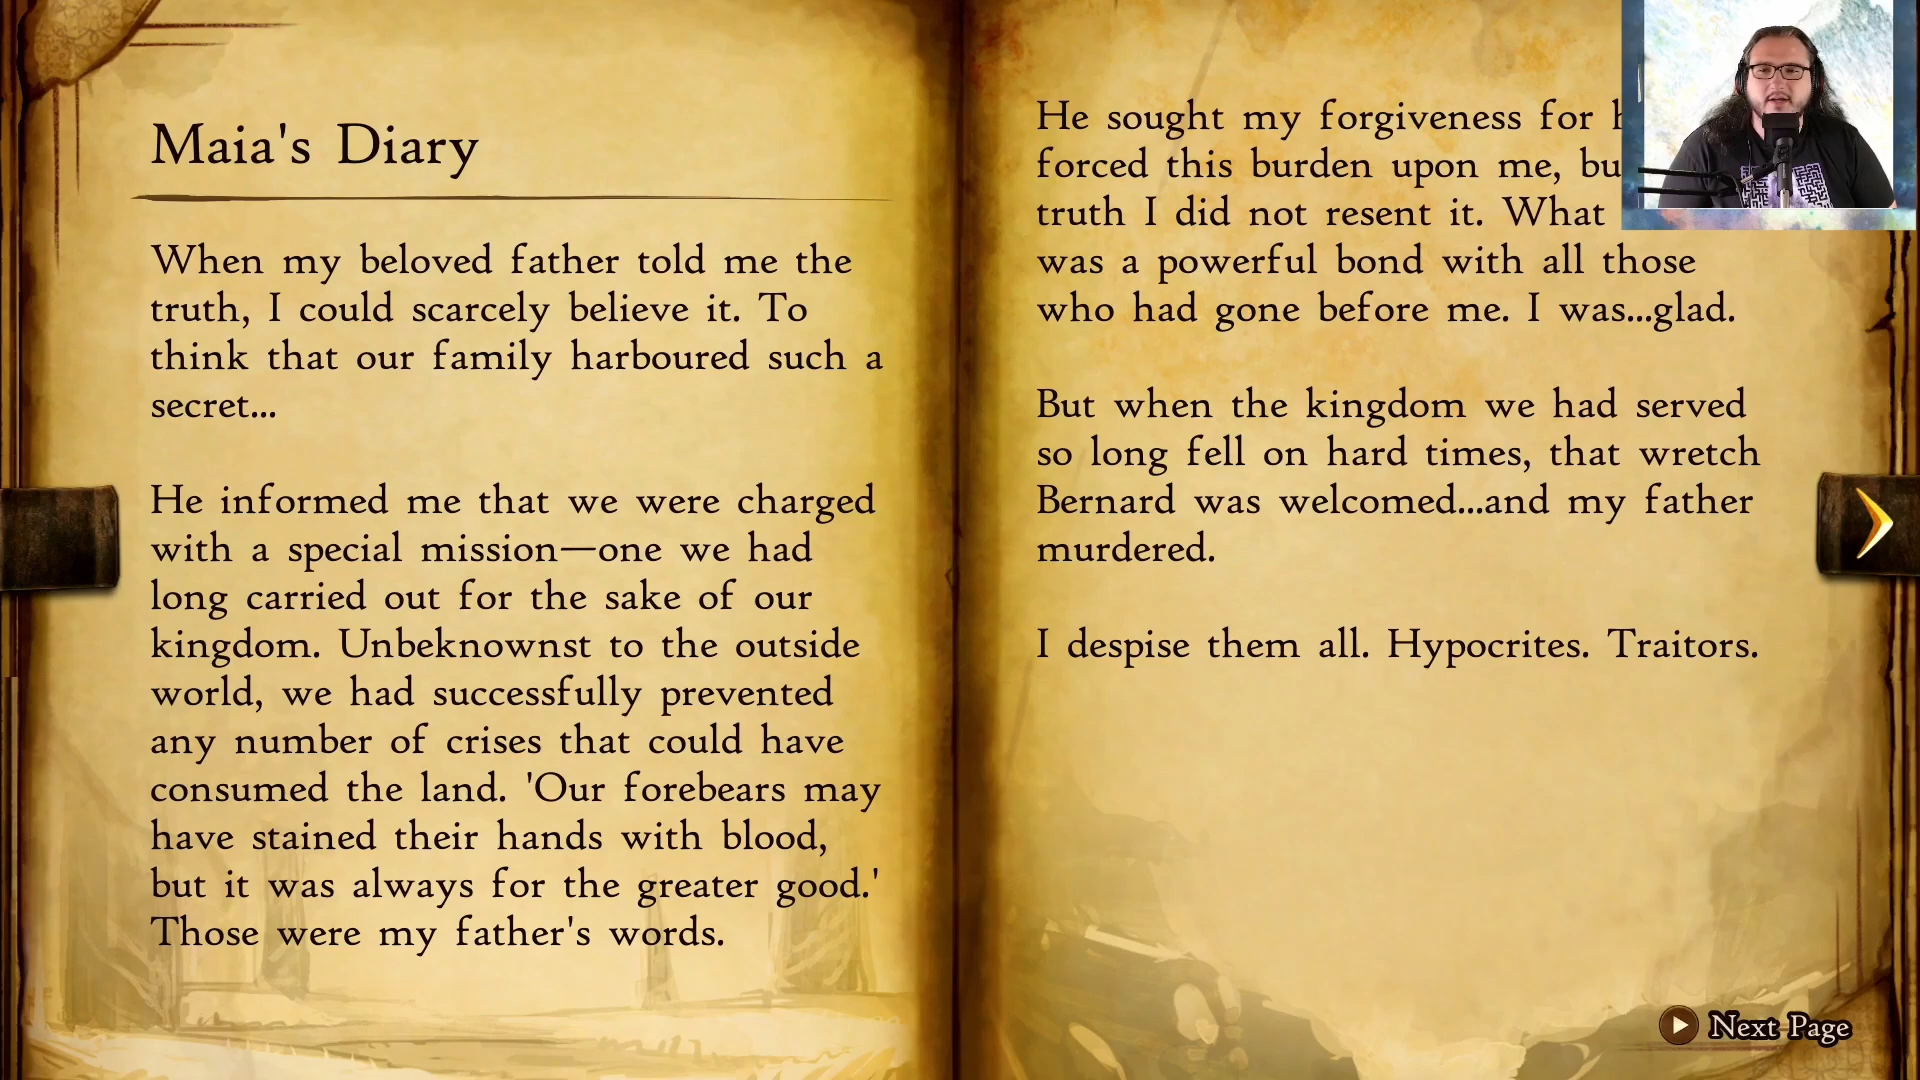 Maia's Diary
When my beloved father told me the
truth, I could scarcely believe it. To
think that our family harboured such a
secret...
He informed me that we were charged
with a special mission—one we had
long carried out for the sake of our
kingdom. Unbeknownst to the outside
world, we had successfully prevented
any number of crises that could have
consumed the land. 'Our forebears may
have stained their hands with blood,
but it was always for the greater good.'
Those were my father's words.
He sought my forgiveness for
forced this burden upon me,
truth I did not resent it. What
was a powerful bond with all those
who had gone before me. I was...glad.
But when the kingdom we had served
so long fell on hard times, that wretch
Bernard was welcomed...and my father
murdered.
I despise them all. Hypocrites. Traitors.
Next Page